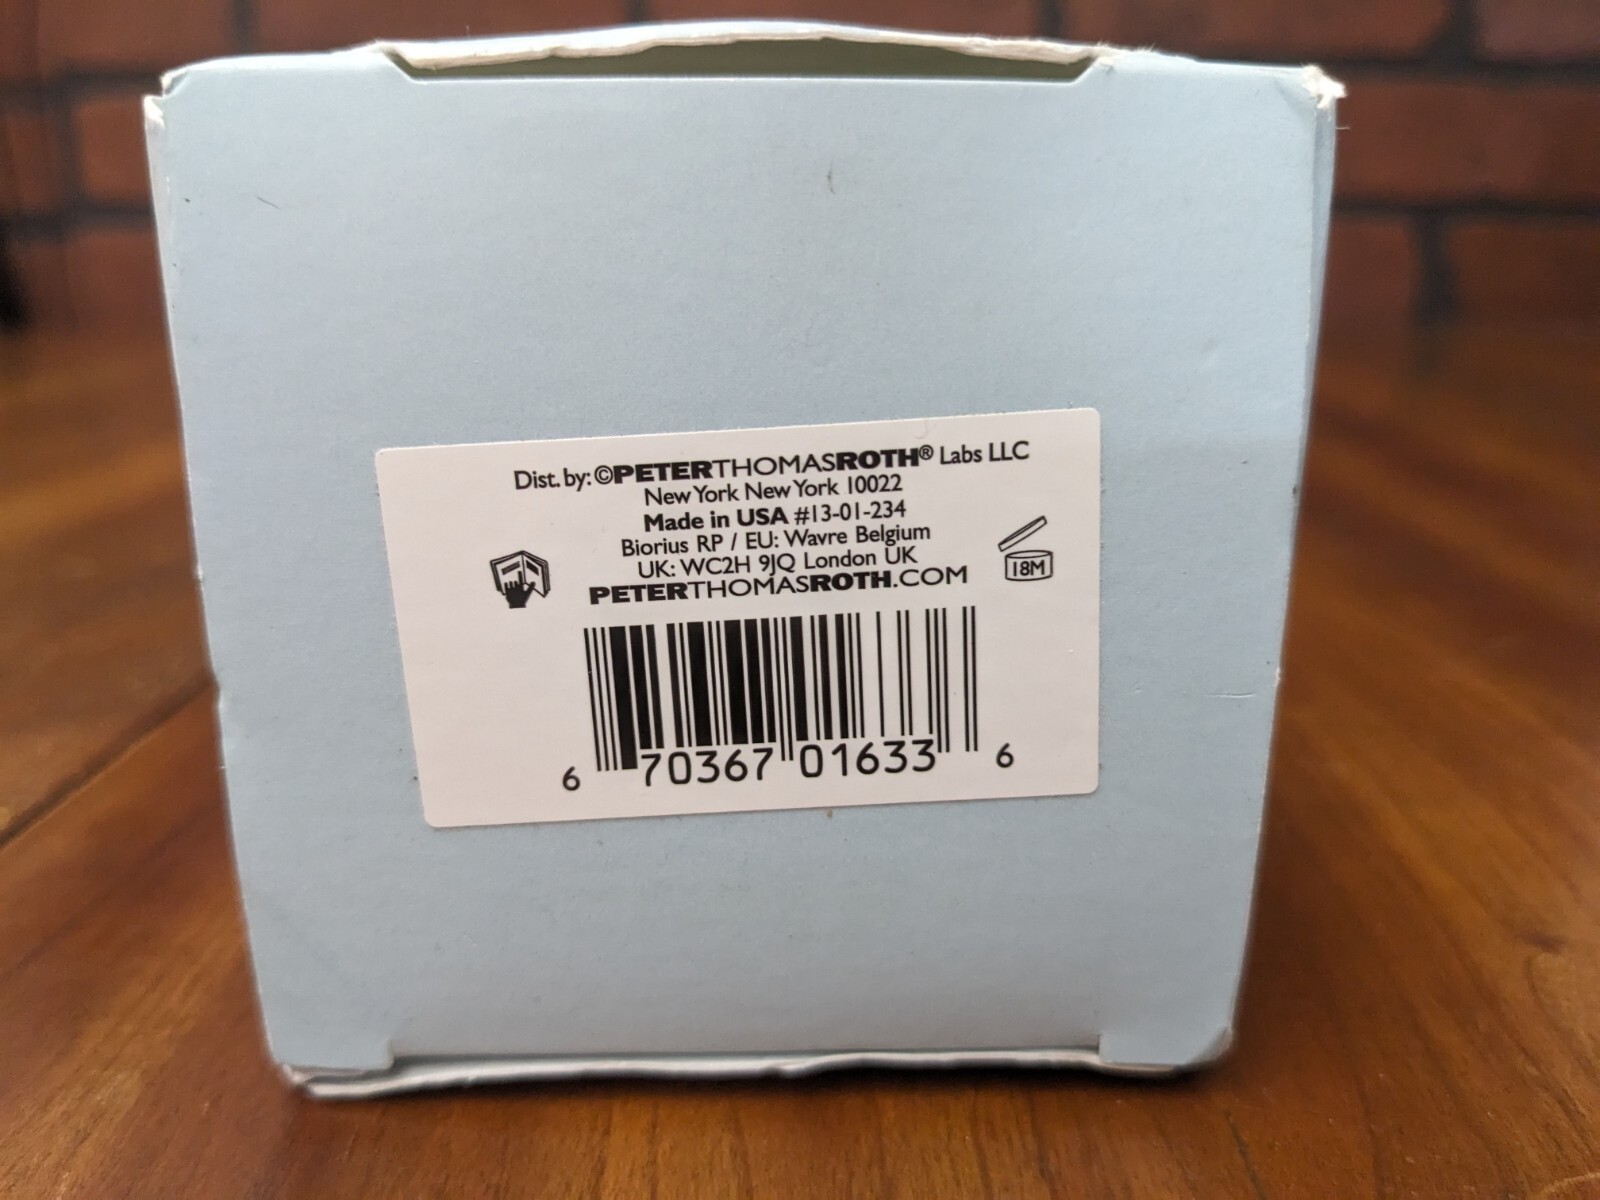 Dist. by: ©PETERTHOMASROTH® Labs LLC
New York New York 10022
Made in USA #13-01-234
Biorius RP / EU: Wavre Belgium
UK: WC2H 9JQ London UK
PETERTHOMASROTH.COM
18M
6 70367 01633 6